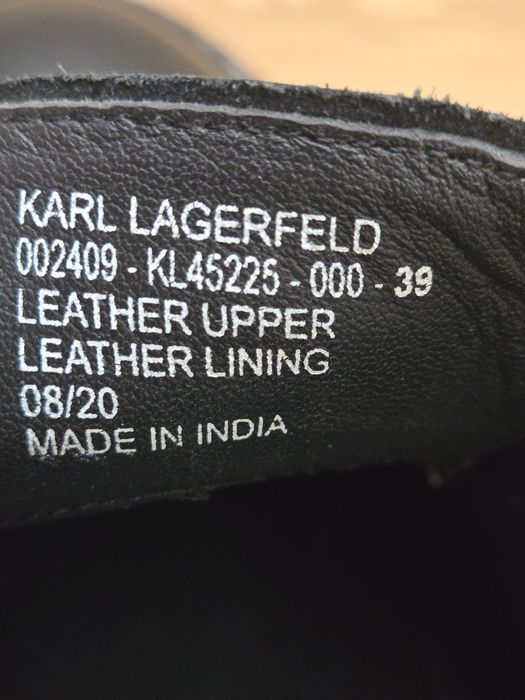 KARL LAGERFELD
002409 - KL45225 - 000 - 39
LEATHER UPPER
LEATHER LINING
08/20
MADE IN INDIA